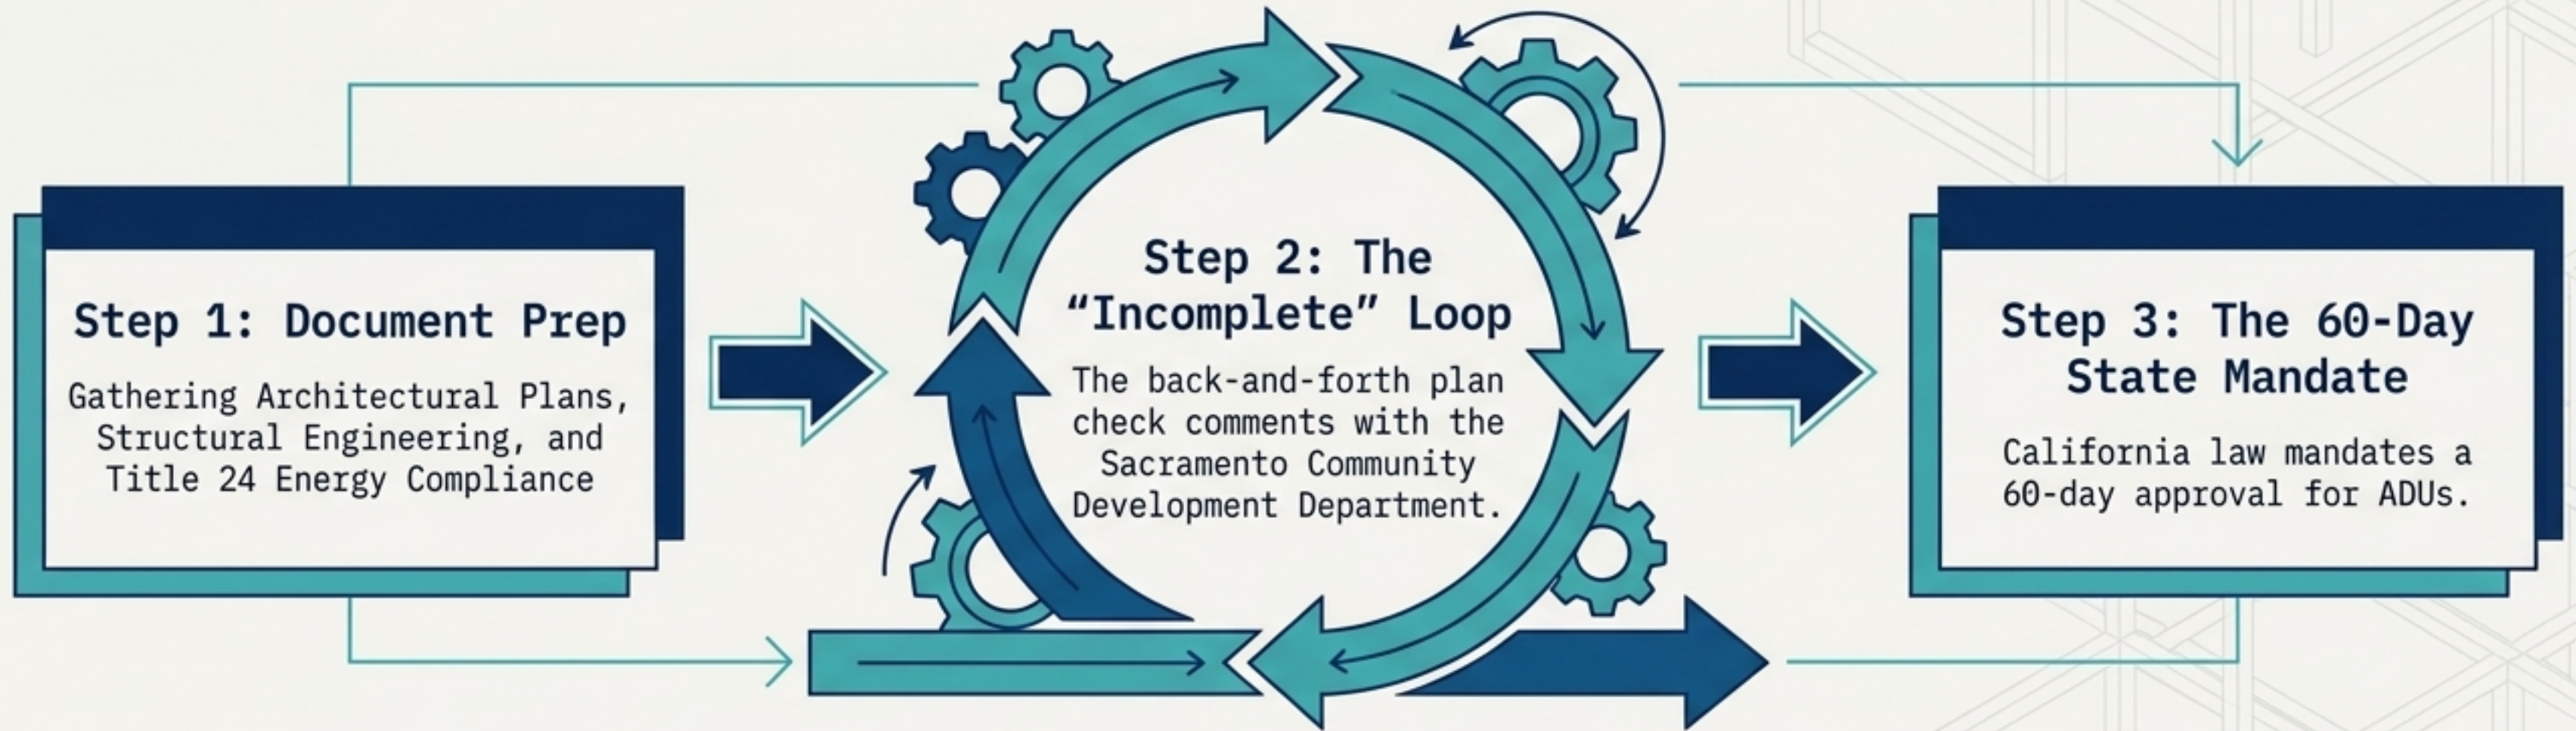 Step 1: Document Prep
Gathering Architectural Plans,
Structural Engineering, and
Title 24 Energy Compliance
Step 2: The
“Incomplete” Loop
The back-and-forth plan
check comments with the
Sacramento Community
Development Department.
Step 3: The 60-Day
State Mandate
California law mandates a
60-day approval for ADUs.